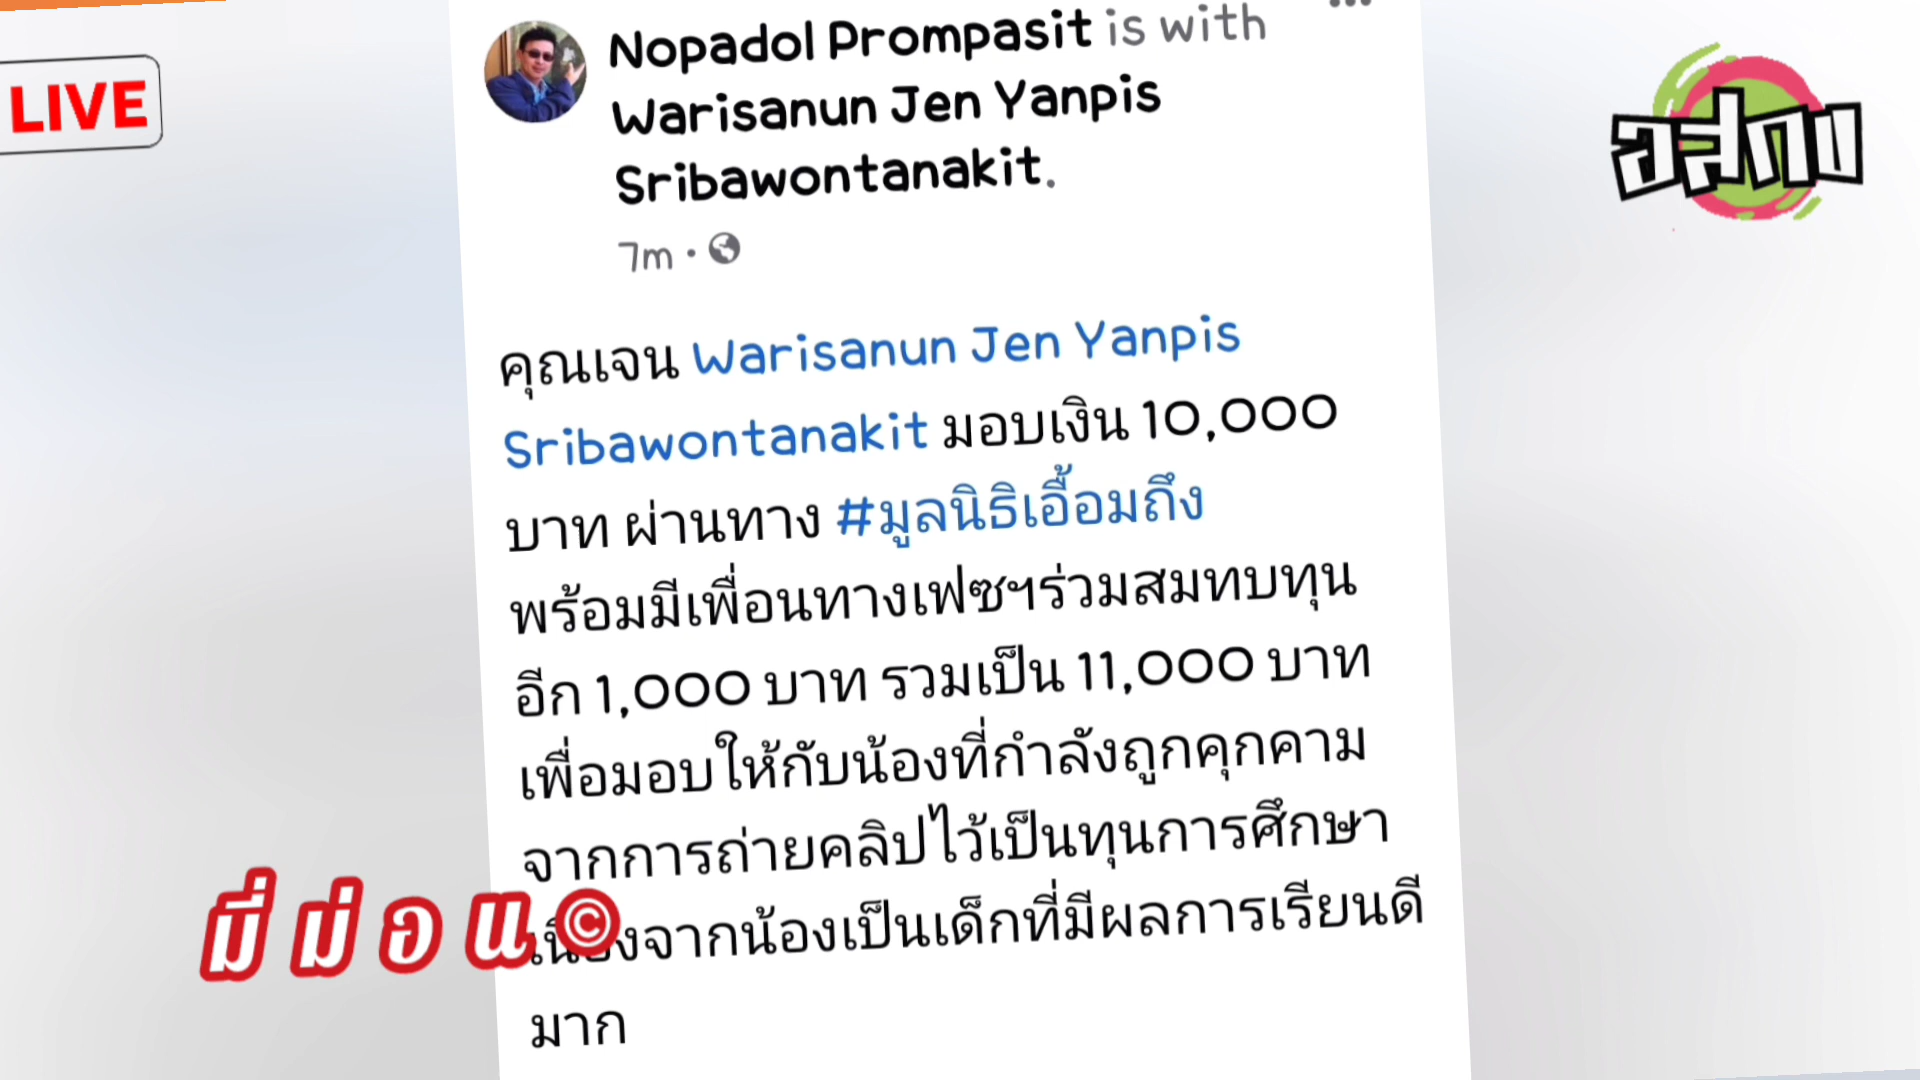 Nopadol Prompasit is with
Warisanun Jen Yanpis
Sribawontanakit.
7m
LIVE
อสกง
คุณเจน Warisanun Jen Yanpis
Sribawontanakit มอบเงิน 10,000
บาท ผ่านทาง #มูลนิธิเอื้อมถึง
พร้อมมีเพื่อนทางเฟซฯร่วมสมทบทุน
อีก 1,000 บาท รวมเป็น 11,000 บาท
เพื่อมอบให้กับน้องที่กำลังถูกคุกคาม
จากการถ่ายคลิปไว้เป็นทุนการศึกษา
เนื่องจากน้องเป็นเด็กที่มีผลการเรียนดี
มาก
มี่ม่อน©